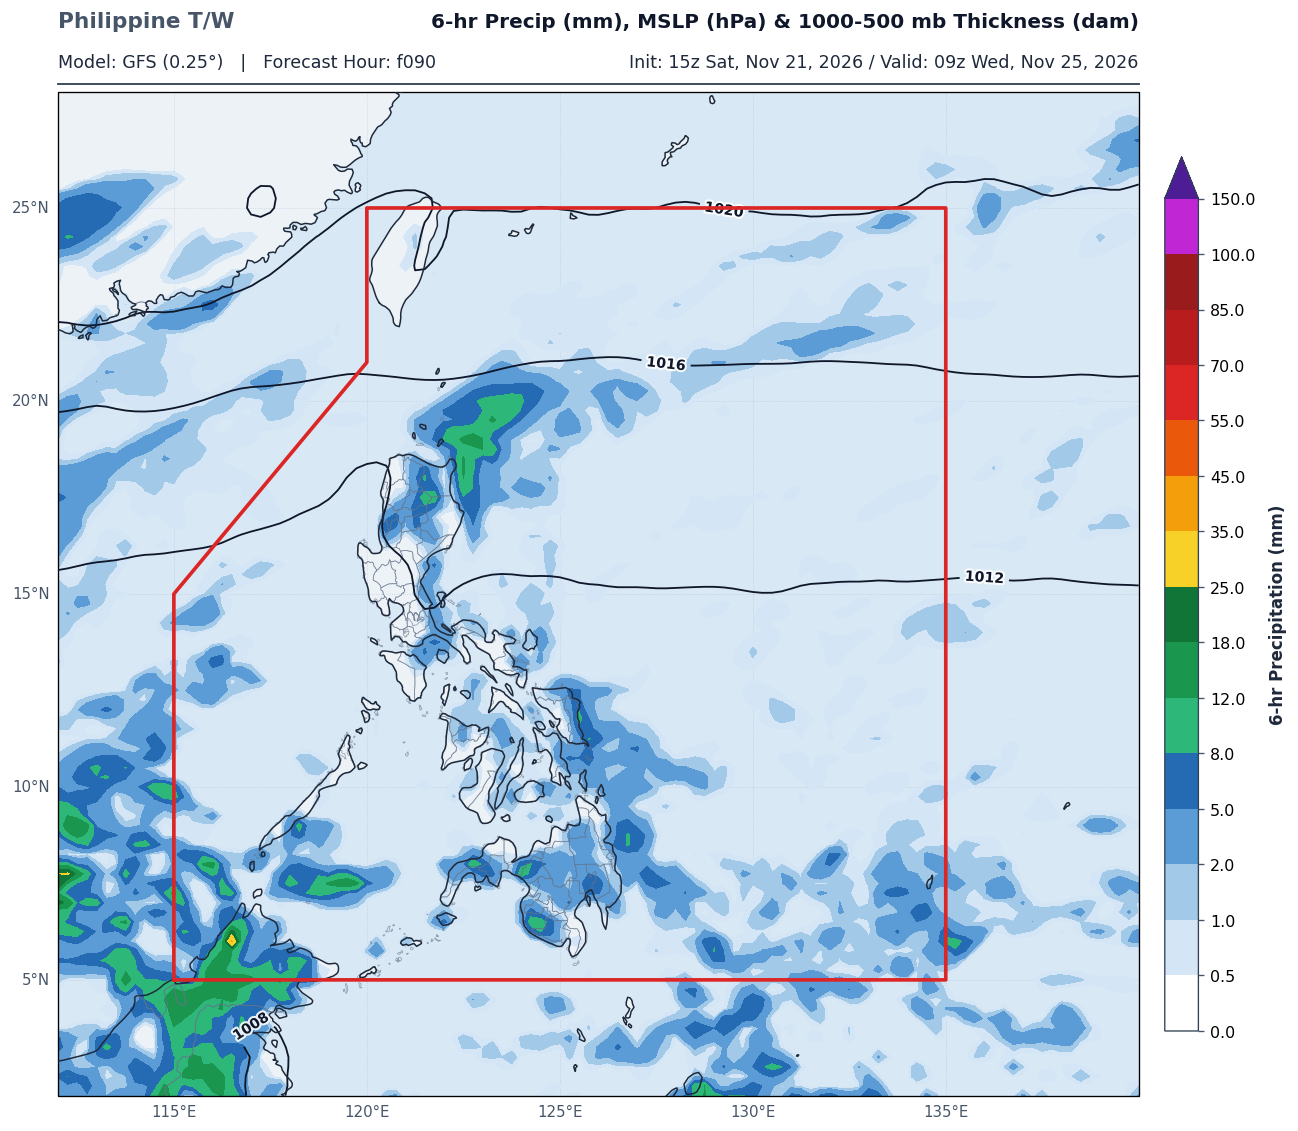 Philippine T/W
6-hr Precip (mm), MSLP (hPa) & 1000-500 mb Thickness (dam)
Model: GFS (0.25°) | Forecast Hour: f090
Init: 15z Sat, Nov 21, 2026 / Valid: 09z Wed, Nov 25, 2026
25°N
20°N
15°N
10°N
5°N
115°E
120°E
125°E
130°E
135°E
1020
1016
1012
1008
150.0
100.0
85.0
70.0
55.0
45.0
35.0
25.0
18.0
12.0
8.0
5.0
2.0
1.0
0.5
0.0
6-hr Precipitation (mm)